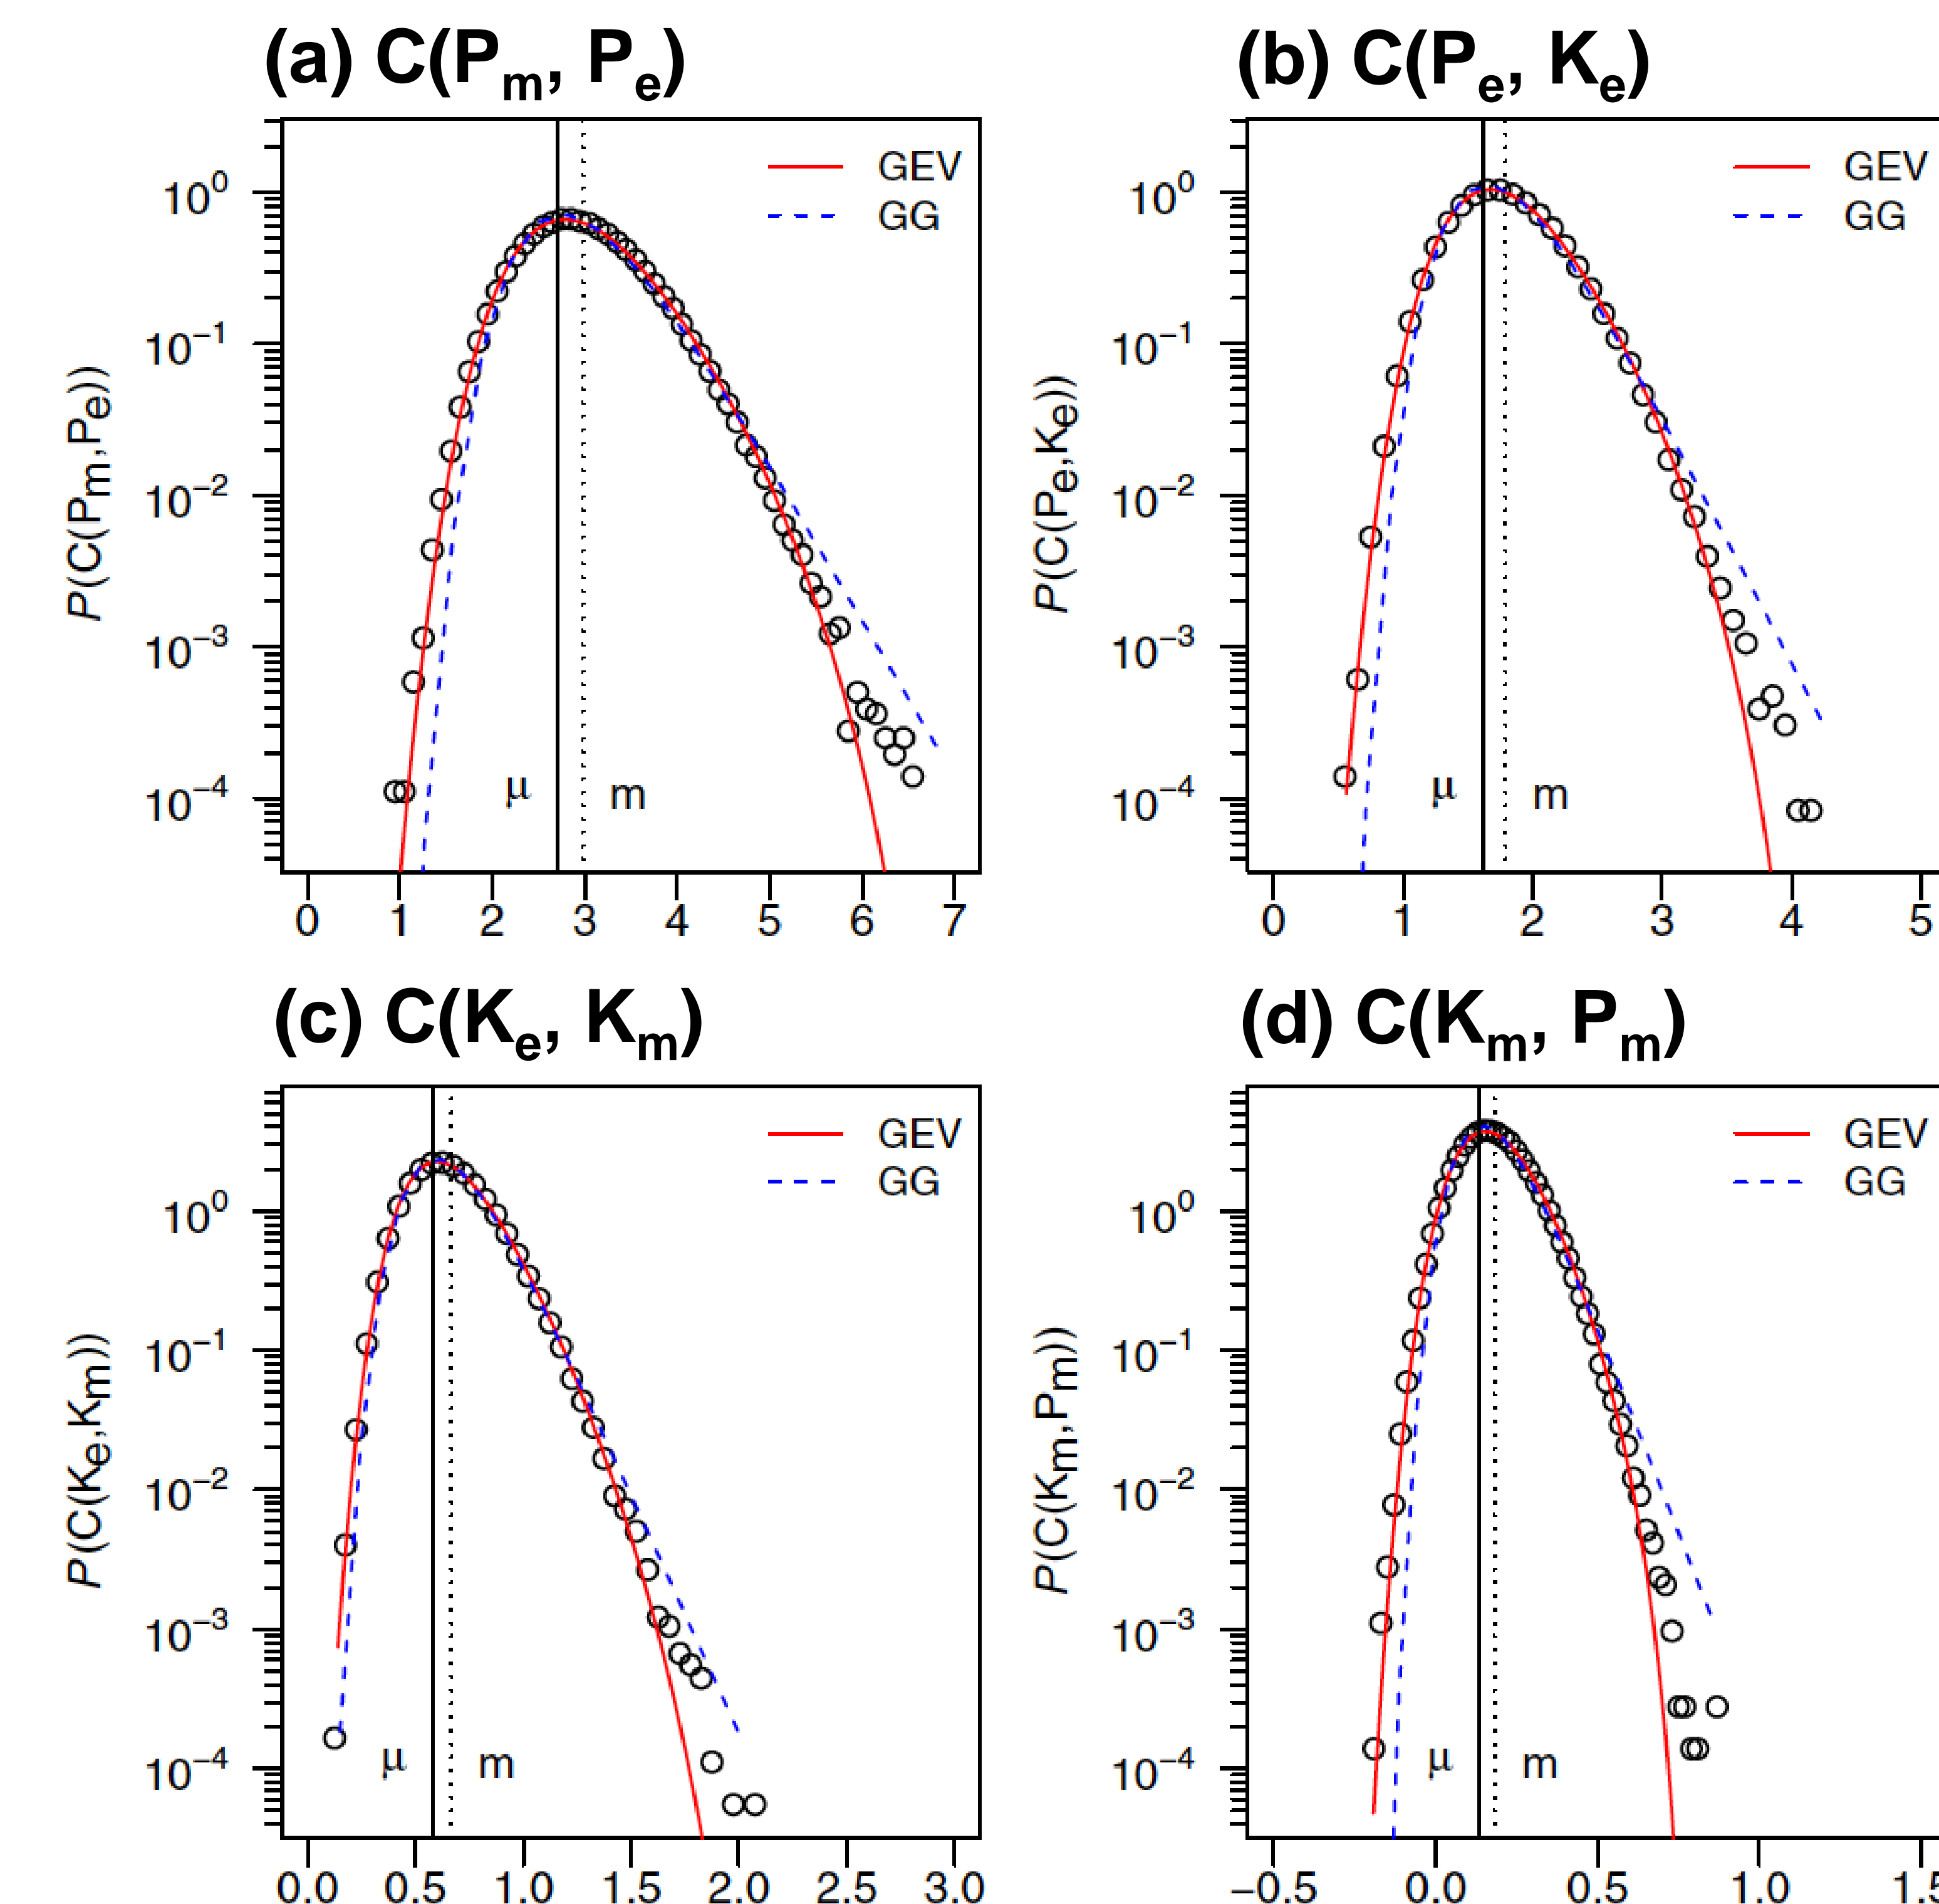 (a) C(Pm, Pe)
GEV
GG
10^0
10^−1
10^−2
10^−3
10^−4
P(C(Pm,Pe))
μ
m
0 1 2 3 4 5 6 7
(b) C(Pe, Ke)
GEV
GG
10^0
10^−1
10^−2
10^−3
10^−4
P(C(Pe,Ke))
μ
m
0 1 2 3 4 5
(c) C(Ke, Km)
GEV
GG
10^0
10^−1
10^−2
10^−3
10^−4
P(C(Ke,Km))
μ
m
0.0 0.5 1.0 1.5 2.0 2.5 3.0
(d) C(Km, Pm)
GEV
GG
10^0
10^−1
10^−2
10^−3
10^−4
P(C(Km,Pm))
μ
m
−0.5 0.0 0.5 1.0 1.5